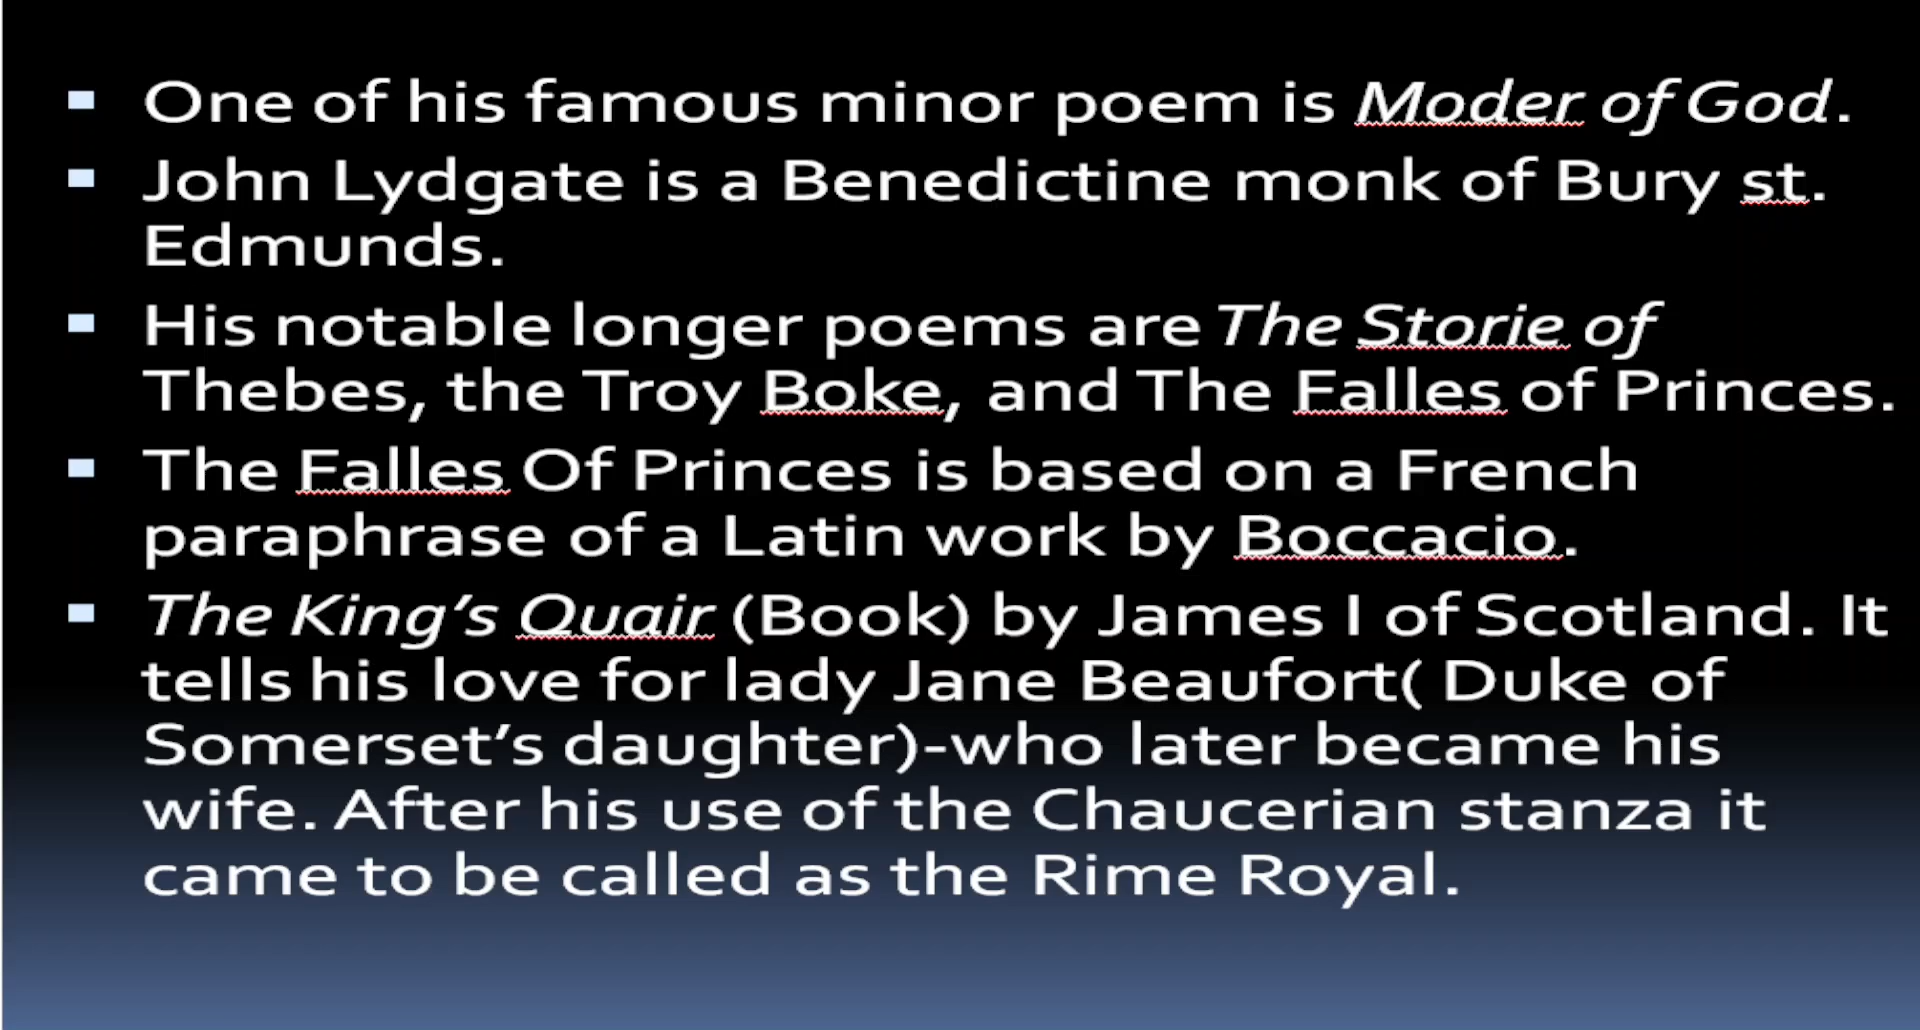 One of his famous minor poem is Moder of God.
John Lydgate is a Benedictine monk of Bury st.
Edmunds.
His notable longer poems are The Storie of
Thebes, the Troy Boke, and The Falles of Princes.
The Falles Of Princes is based on a French
paraphrase of a Latin work by Boccacio.
The King's Quair (Book) by James I of Scotland. It
tells his love for lady Jane Beaufort( Duke of
Somerset's daughter)-who later became his
wife. After his use of the Chaucerian stanza it
came to be called as the Rime Royal.